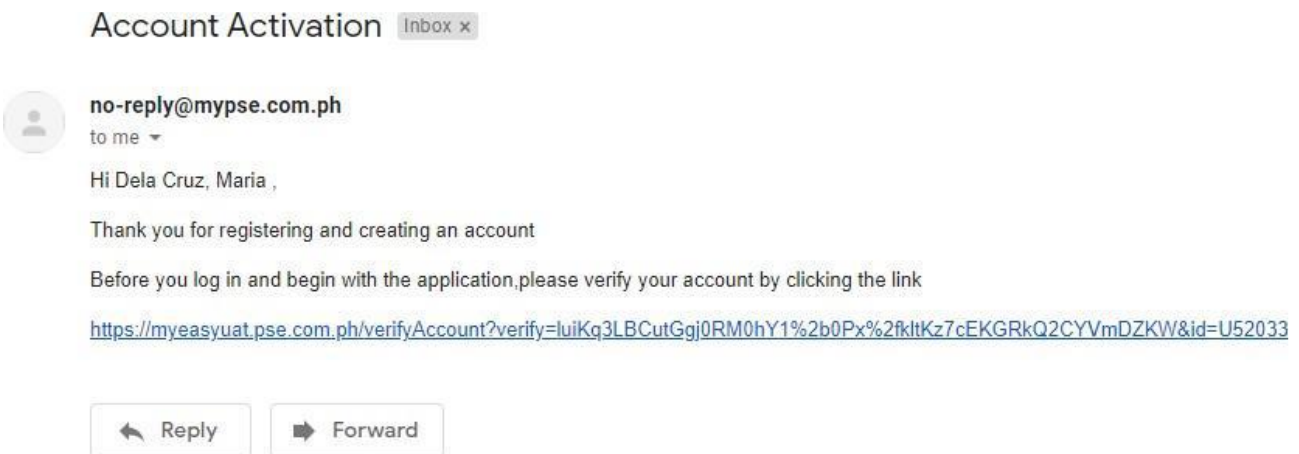 Account Activation Inbox x
no-reply@mypse.com.ph
to me
Hi Dela Cruz, Maria ,
Thank you for registering and creating an account
Before you log in and begin with the application,please verify your account by clicking the link
https://myeasyuat.pse.com.ph/verifyAccount?verify=luiKq3LBCutGgj0RM0hY1%2b0Px%2fkltKz7cEKGRkQ2CYVmDZKW&id=U52033
Reply Forward